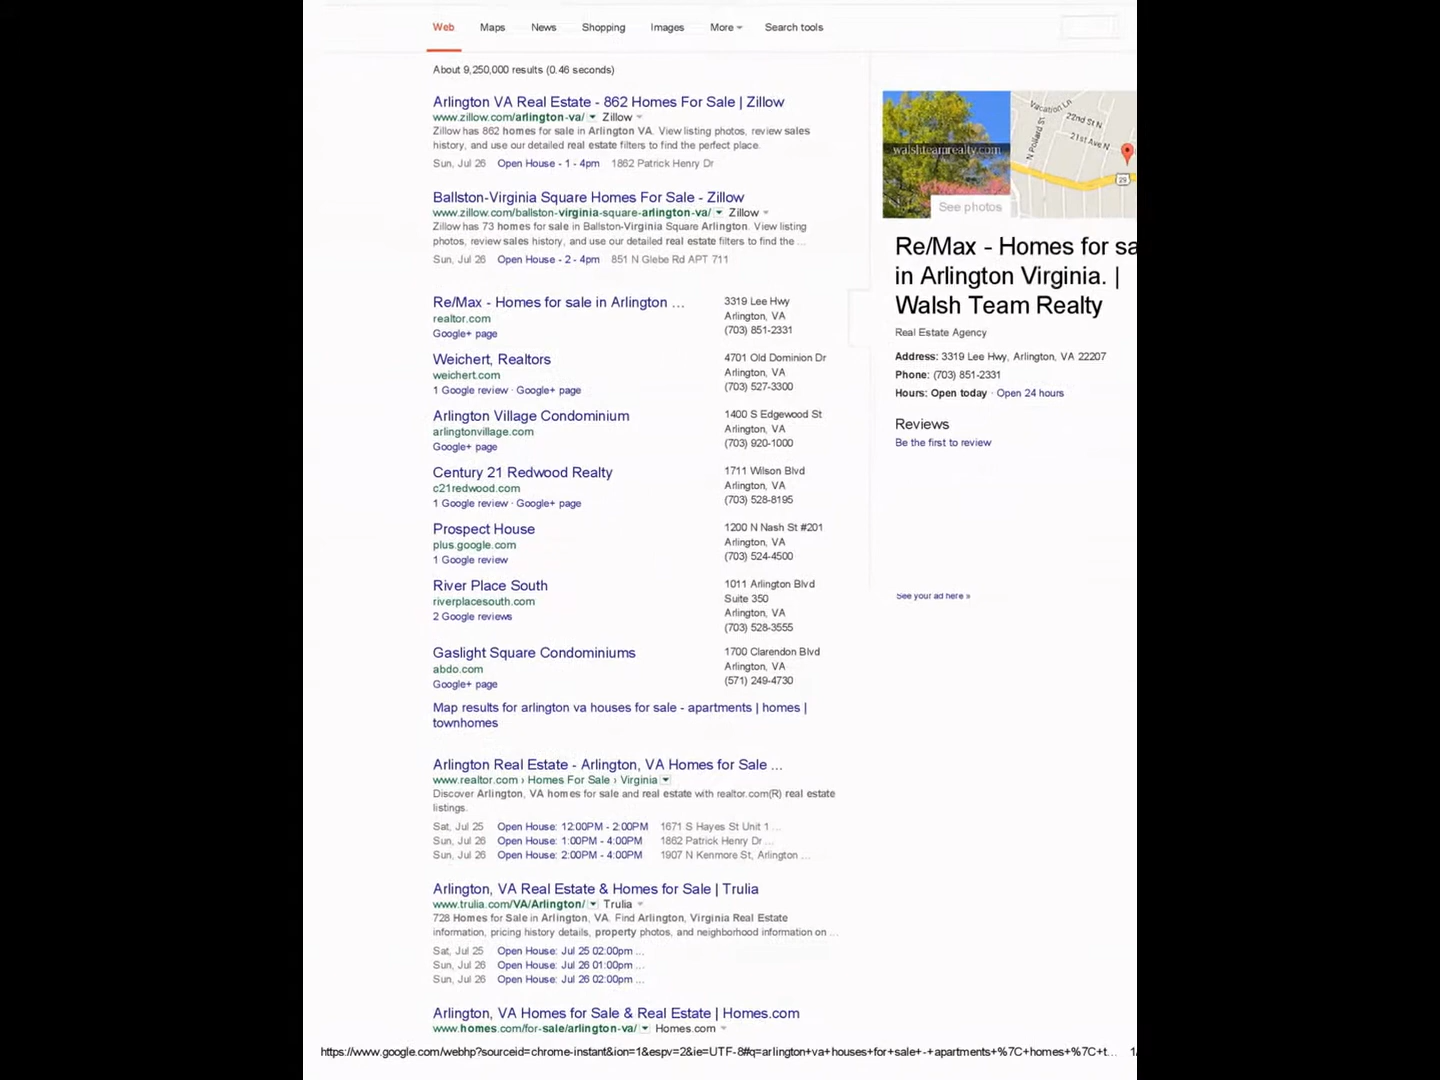 Web Maps News Shopping Images More Search tools
About 9,250,000 results (0.46 seconds)
Arlington VA Real Estate - 862 Homes For Sale | Zillow
www.zillow.com/arlington-va/ Zillow
Zillow has 862 homes for sale in Arlington VA. View listing photos, review sales
history, and use our detailed real estate filters to find the perfect place.
Sun, Jul 26 Open House - 1 - 4pm 1862 Patrick Henry Dr
Ballston-Virginia Square Homes For Sale - Zillow
www.zillow.com/ballston-virginia-square-arlington-va/ Zillow
Zillow has 73 homes for sale in Ballston-Virginia Square Arlington. View listing
photos, review sales history, and use our detailed real estate filters to find the ...
Sun, Jul 26 Open House - 2 - 4pm 851 N Glebe Rd APT 711
Re/Max - Homes for sale in Arlington ...
realtor.com
Google+ page
3319 Lee Hwy
Arlington, VA
(703) 851-2331
Weichert, Realtors
weichert.com
1 Google review · Google+ page
4701 Old Dominion Dr
Arlington, VA
(703) 527-3300
Arlington Village Condominium
arlingtonvillage.com
Google+ page
1400 S Edgewood St
Arlington, VA
(703) 920-1000
Century 21 Redwood Realty
c21redwood.com
1 Google review · Google+ page
1711 Wilson Blvd
Arlington, VA
(703) 528-8195
Prospect House
plus.google.com
1 Google review
1200 N Nash St #201
Arlington, VA
(703) 524-4500
River Place South
riverplacesouth.com
2 Google reviews
1011 Arlington Blvd
Suite 350
Arlington, VA
(703) 528-3555
Gaslight Square Condominiums
abdo.com
Google+ page
1700 Clarendon Blvd
Arlington, VA
(571) 249-4730
Map results for arlington va houses for sale - apartments | homes |
townhomes
Arlington Real Estate - Arlington, VA Homes for Sale ...
www.realtor.com › Homes For Sale › Virginia
Discover Arlington, VA homes for sale and real estate with realtor.com(R) real estate
listings.
Sat, Jul 25 Open House: 12:00PM - 2:00PM 1671 S Hayes St Unit 1 ...
Sun, Jul 26 Open House: 1:00PM - 4:00PM 1862 Patrick Henry Dr ...
Sun, Jul 26 Open House: 2:00PM - 4:00PM 1907 N Kenmore St, Arlington ...
Arlington, VA Real Estate & Homes for Sale | Trulia
www.trulia.com/VA/Arlington/ Trulia
728 Homes for Sale in Arlington, VA. Find Arlington, Virginia Real Estate
information, pricing history details, property photos, and neighborhood information on ...
Sat, Jul 25 Open House: Jul 25 02:00pm ...
Sun, Jul 26 Open House: Jul 26 01:00pm ...
Sun, Jul 26 Open House: Jul 26 02:00pm ...
Arlington, VA Homes for Sale & Real Estate | Homes.com
www.homes.com/for-sale/arlington-va/ Homes.com
walshteamrealty.com
See photos
Vacation Ln
22nd St N
21st Ave N
N Pollard St
29
Re/Max - Homes for sa
in Arlington Virginia. |
Walsh Team Realty
Real Estate Agency
Address: 3319 Lee Hwy, Arlington, VA 22207
Phone: (703) 851-2331
Hours: Open today · Open 24 hours
Reviews
Be the first to review
See your ad here »
https://www.google.com/webhp?sourceid=chrome-instant&ion=1&espv=2&ie=UTF-8#q=arlington+va+houses+for+sale+-+apartments+%7C+homes+%7C+t... 1/